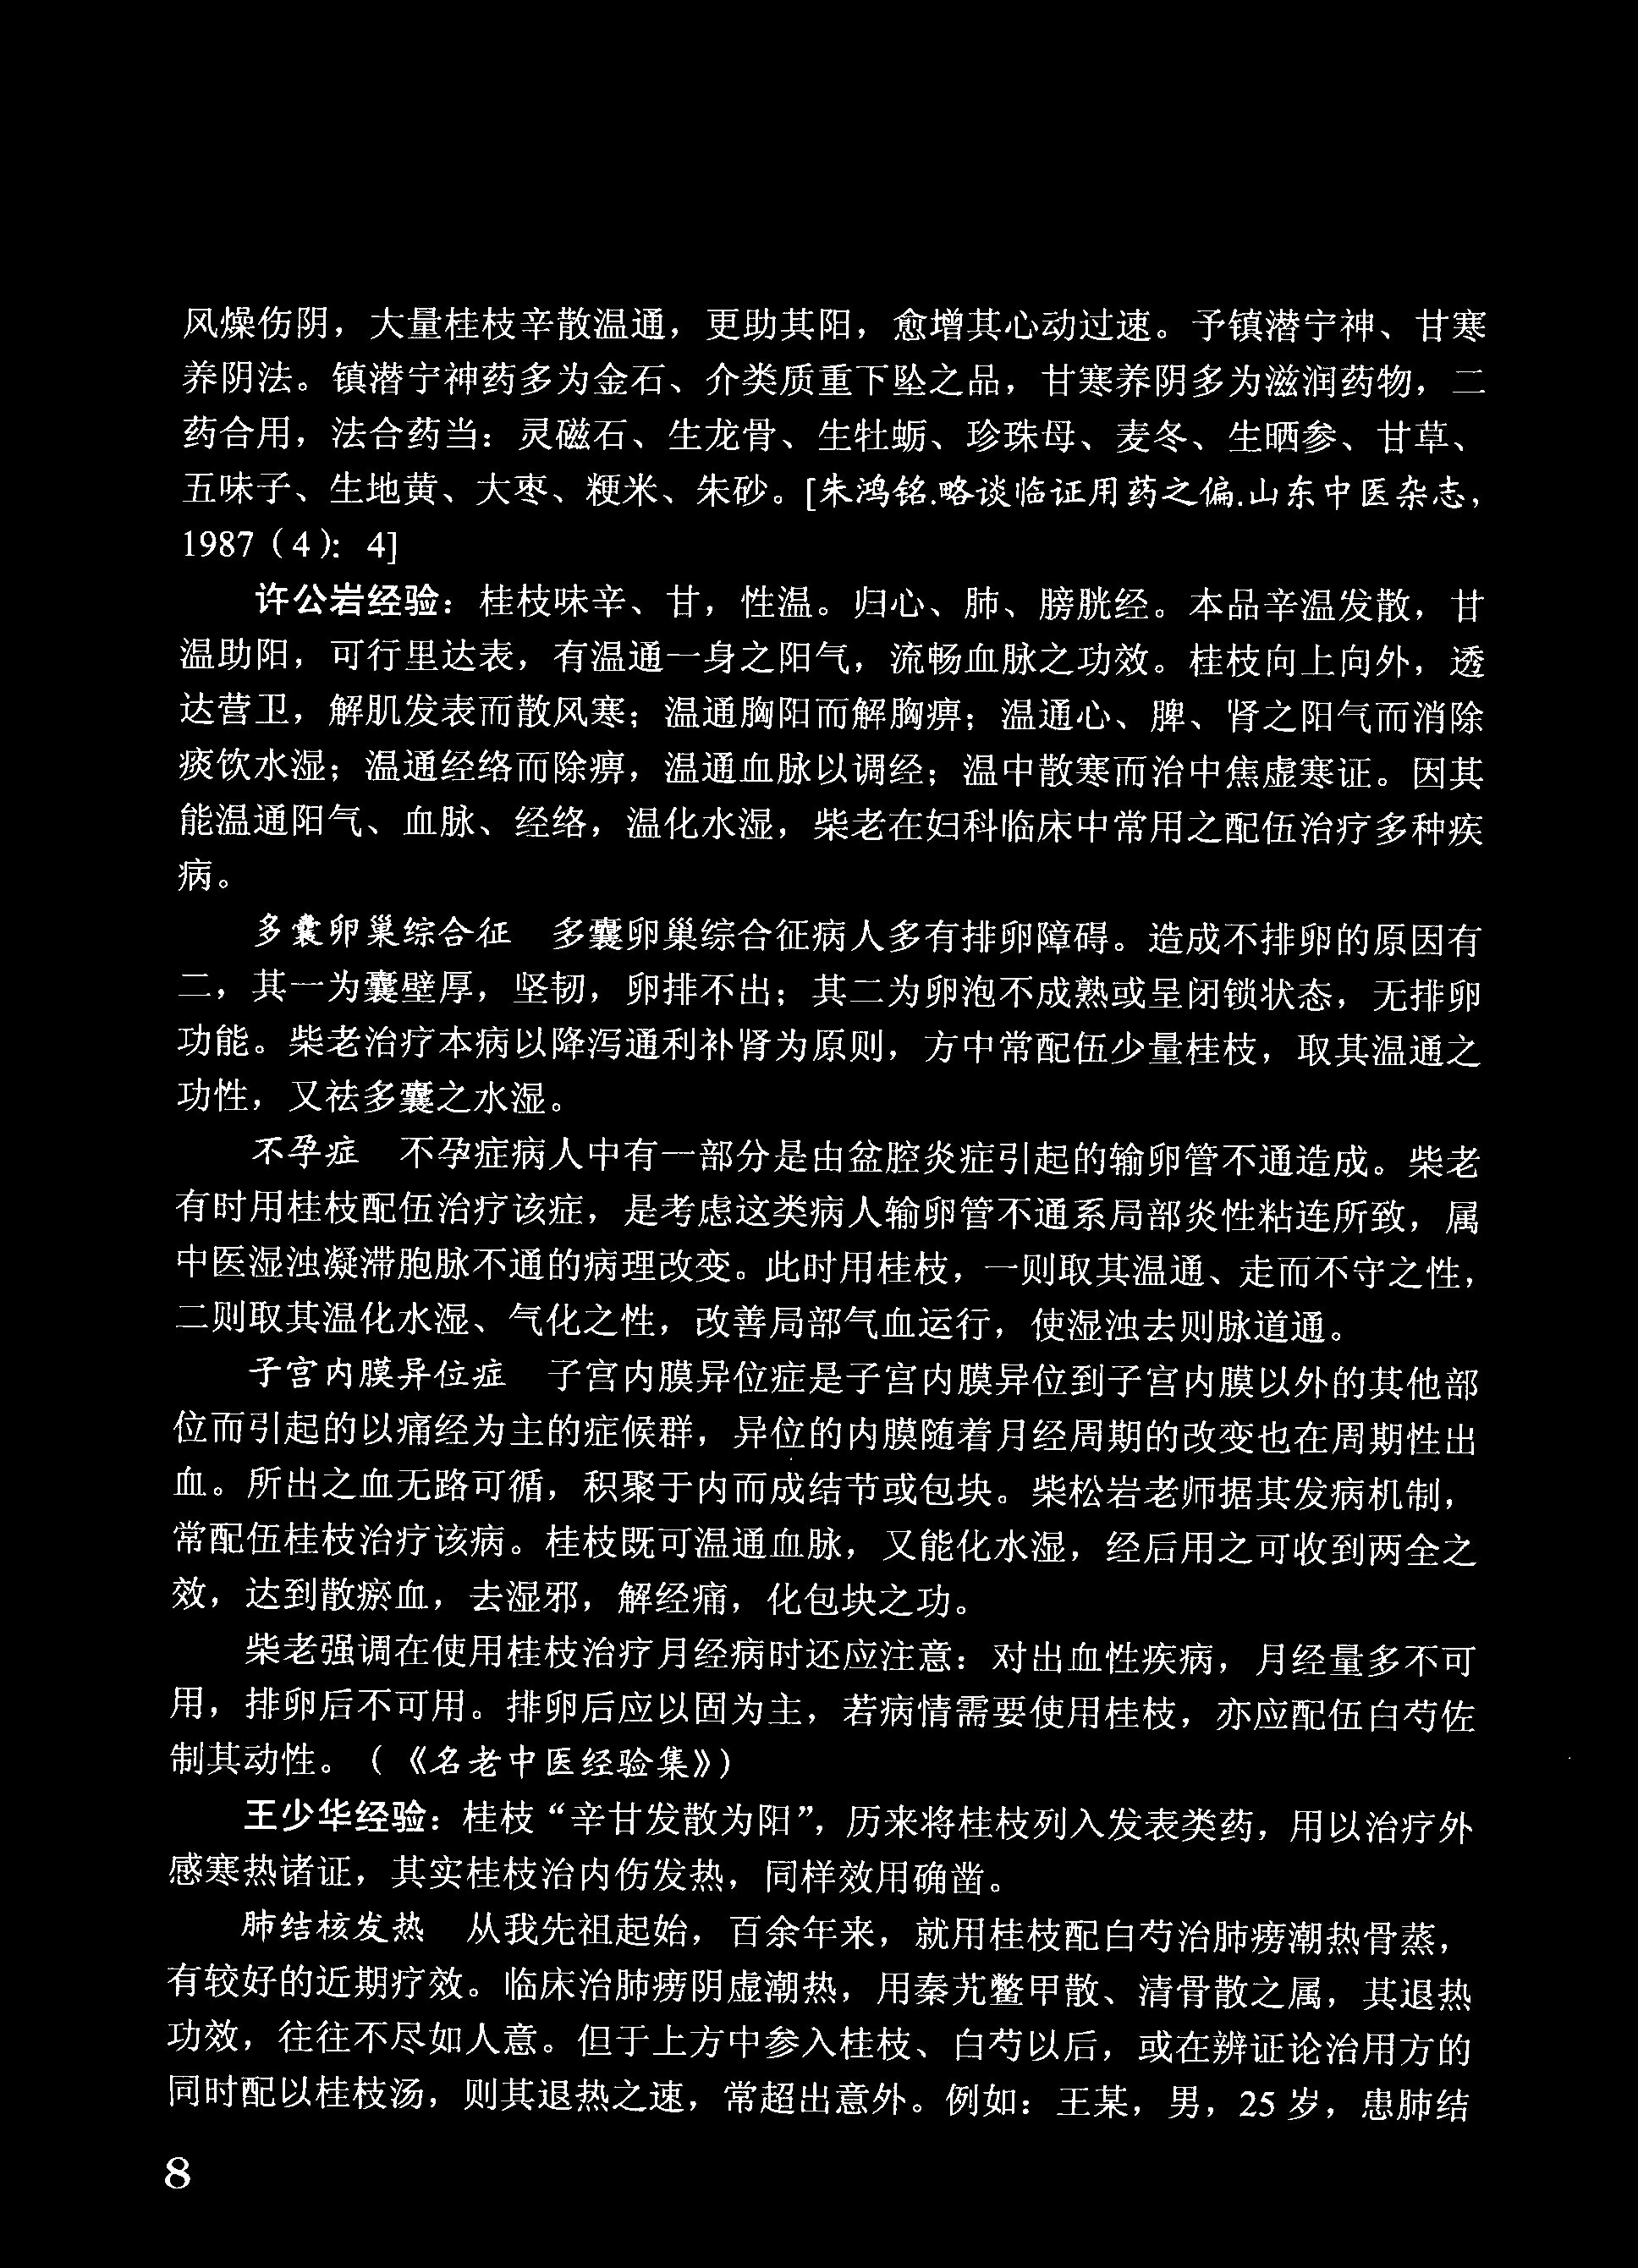 风燥伤阴，大量桂枝辛散温通，更助其阳，愈增其心动过速。予镇潜宁神、甘寒
养阴法。镇潜宁神药多为金石、介类质重下坠之品，甘寒养阴多为滋润药物，二
药合用，法合药当：灵磁石、生龙骨、生牡蛎、珍珠母、麦冬、生晒参、甘草、
五味子、生地黄、大枣、粳米、朱砂。[朱鸿铭.略谈临证用药之偏.山东中医杂志，
1987（4）：4]
许公岩经验：桂枝味辛、甘，性温。归心、肺、膀胱经。本品辛温发散，甘
温助阳，可行里达表，有温通一身之阳气，流畅血脉之功效。桂枝向上向外，透
达营卫，解肌发表而散风寒；温通胸阳而解胸痹；温通心、脾、肾之阳气而消除
痰饮水湿；温通经络而除痹，温通血脉以调经；温中散寒而治中焦虚寒证。因其
能温通阳气、血脉、经络，温化水湿，柴老在妇科临床中常用之配伍治疗多种疾
病。
多囊卵巢综合征　多囊卵巢综合征病人多有排卵障碍。造成不排卵的原因有
二，其一为囊壁厚，坚韧，卵排不出；其二为卵泡不成熟或呈闭锁状态，无排卵
功能。柴老治疗本病以降泻通利补肾为原则，方中常配伍少量桂枝，取其温通之
功性，又祛多囊之水湿。
不孕症　不孕症病人中有一部分是由盆腔炎症引起的输卵管不通造成。柴老
有时用桂枝配伍治疗该症，是考虑这类病人输卵管不通系局部炎性粘连所致，属
中医湿浊凝滞胞脉不通的病理改变。此时用桂枝，一则取其温通、走而不守之性，
二则取其温化水湿、气化之性，改善局部气血运行，使湿浊去则脉道通。
子宫内膜异位症　子宫内膜异位症是子宫内膜异位到子宫内膜以外的其他部
位而引起的以痛经为主的症候群，异位的内膜随着月经周期的改变也在周期性出
血。所出之血无路可循，积聚于内而成结节或包块。柴松岩老师据其发病机制，
常配伍桂枝治疗该病。桂枝既可温通血脉，又能化水湿，经后用之可收到两全之
效，达到散瘀血，去湿邪，解经痛，化包块之功。
柴老强调在使用桂枝治疗月经病时还应注意：对出血性疾病，月经量多不可
用，排卵后不可用。排卵后应以固为主，若病情需要使用桂枝，亦应配伍白芍佐
制其动性。（《名老中医经验集》）
王少华经验：桂枝“辛甘发散为阳”，历来将桂枝列入发表类药，用以治疗外
感寒热诸证，其实桂枝治内伤发热，同样效用确凿。
肺结核发热　从我先祖起始，百余年来，就用桂枝配白芍治肺痨潮热骨蒸，
有较好的近期疗效。临床治肺痨阴虚潮热，用秦艽鳖甲散、清骨散之属，其退热
功效，往往不尽如人意。但于上方中参入桂枝、白芍以后，或在辨证论治用方的
同时配以桂枝汤，则其退热之速，常超出意外。例如：王某，男，25岁，患肺结
8